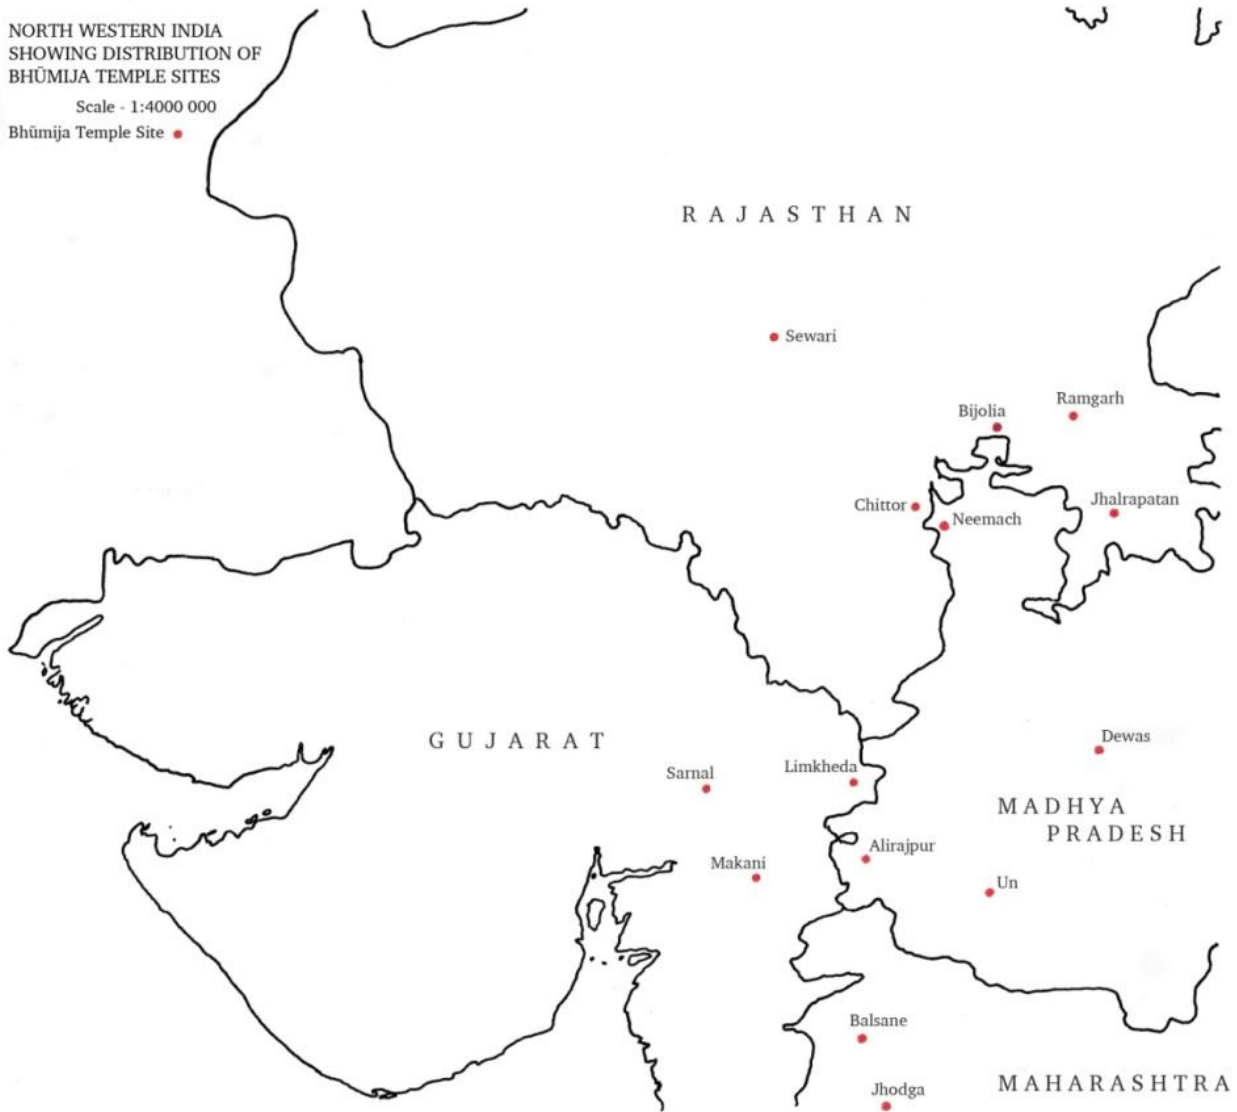 NORTH WESTERN INDIA
SHOWING DISTRIBUTION OF
BHŪMIJA TEMPLE SITES
Scale - 1:4000 000
Bhūmija Temple Site
RAJASTHAN
Sewari
Ramgarh
Bijolia
Jhalrapatan
Chittor
Neemach
GUJARAT
Dewas
Limkheda
Sarnal
MADHYA
PRADESH
Alirajpur
Makani
Un
Balsane
MAHARASHTRA
Jhodga